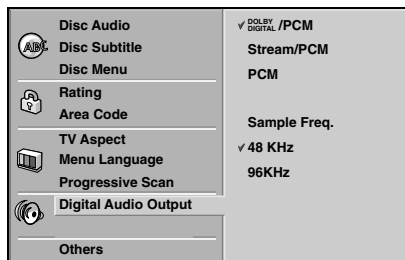 Disc Audio
Disc Subtitle
Disc Menu
Rating
Area Code
TV Aspect
Menu Language
Progressive Scan
Digital Audio Output
Others
ABC
DOLBY DIGITAL /PCM
Stream/PCM
PCM
Sample Freq.
48 KHz
96KHz